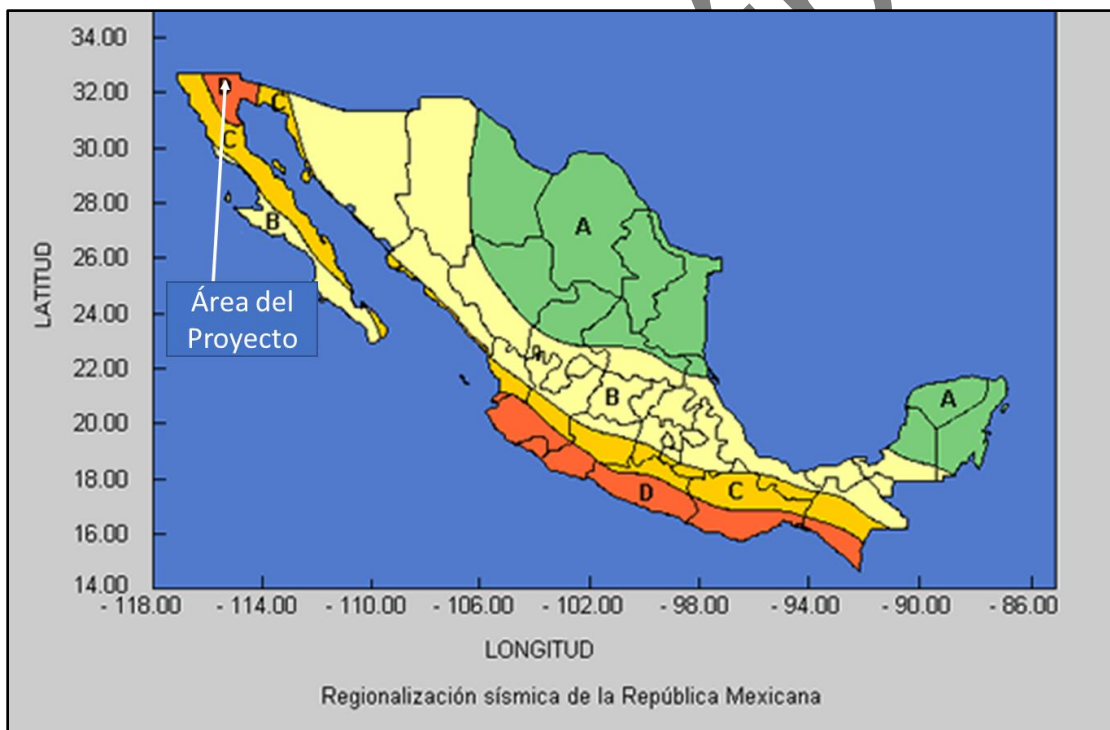 34.00
32.00
30.00
28.00
26.00
24.00
22.00
20.00
18.00
16.00
14.00
LATITUD
D
C
C
B
A
Área del
Proyecto
B
A
D
C
- 118.00 - 114.00 - 110.00 - 106.00 - 102.00 - 98.00 - 94.00 - 90.00 - 86.00
LONGITUD
Regionalización sísmica de la República Mexicana